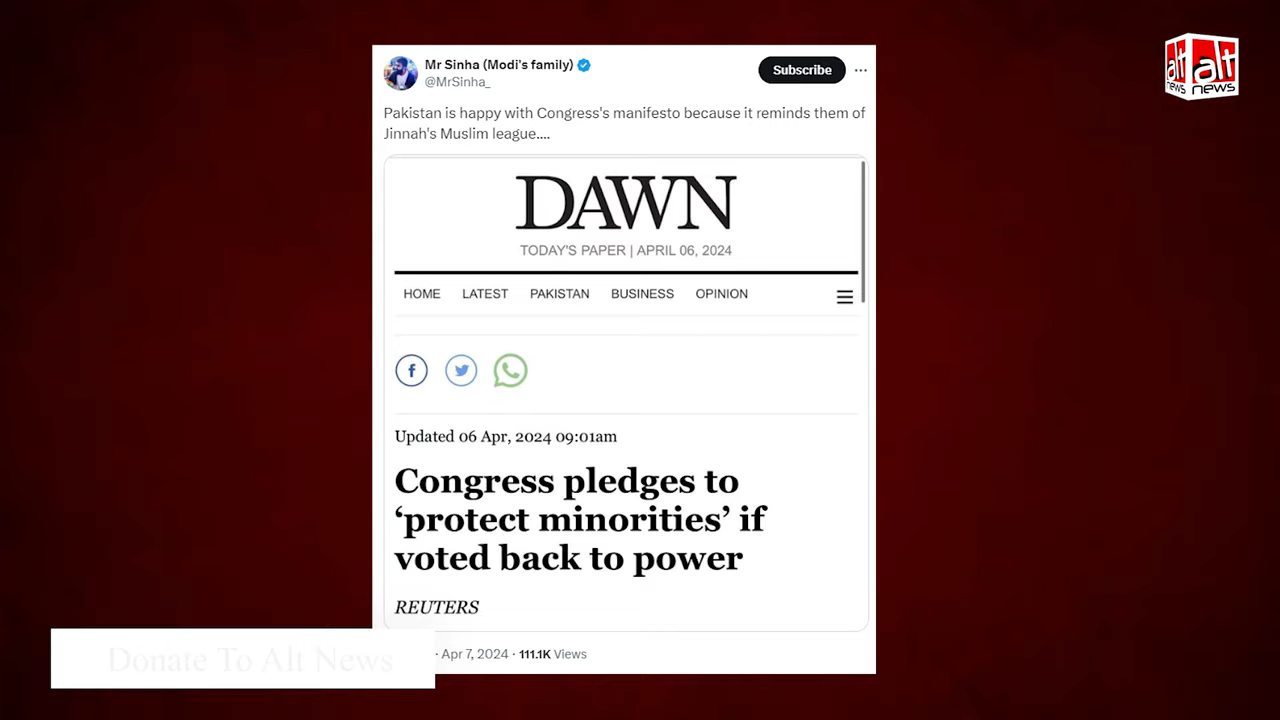 Mr Sinha (Modi's family)
@MrSinha_
Subscribe
Pakistan is happy with Congress's manifesto because it reminds them of
Jinnah's Muslim league....
DAWN
TODAY'S PAPER | APRIL 06, 2024
HOME LATEST PAKISTAN BUSINESS OPINION
Updated 06 Apr, 2024 09:01am
Congress pledges to
‘protect minorities’ if
voted back to power
REUTERS
· Apr 7, 2024 · 111.1K Views
Donate To Alt News
alt alt
news news